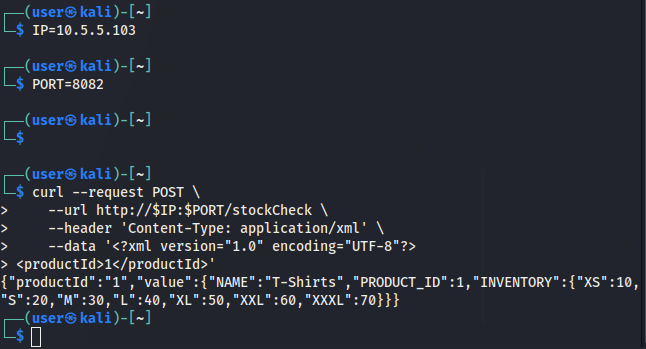 ┌──(user㉿kali)-[~]
└─$ IP=10.5.5.103
┌──(user㉿kali)-[~]
└─$ PORT=8082
┌──(user㉿kali)-[~]
└─$
┌──(user㉿kali)-[~]
└─$ curl --request POST \
>     --url http://$IP:$PORT/stockCheck \
>     --header 'Content-Type: application/xml' \
>     --data '<?xml version="1.0" encoding="UTF-8"?>
> <productId>1</productId>'
{"productId":"1","value":{"NAME":"T-Shirts","PRODUCT_ID":1,"INVENTORY":{"XS":10,
"S":20,"M":30,"L":40,"XL":50,"XXL":60,"XXXL":70}}}
┌──(user㉿kali)-[~]
└─$